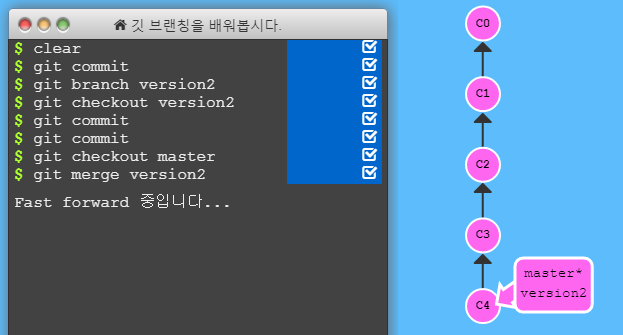 깃 브랜칭을 배워봅시다.
$ clear
$ git commit
$ git branch version2
$ git checkout version2
$ git commit
$ git commit
$ git checkout master
$ git merge version2
Fast forward 중입니다...
C0
C1
C2
C3
C4
master*
version2